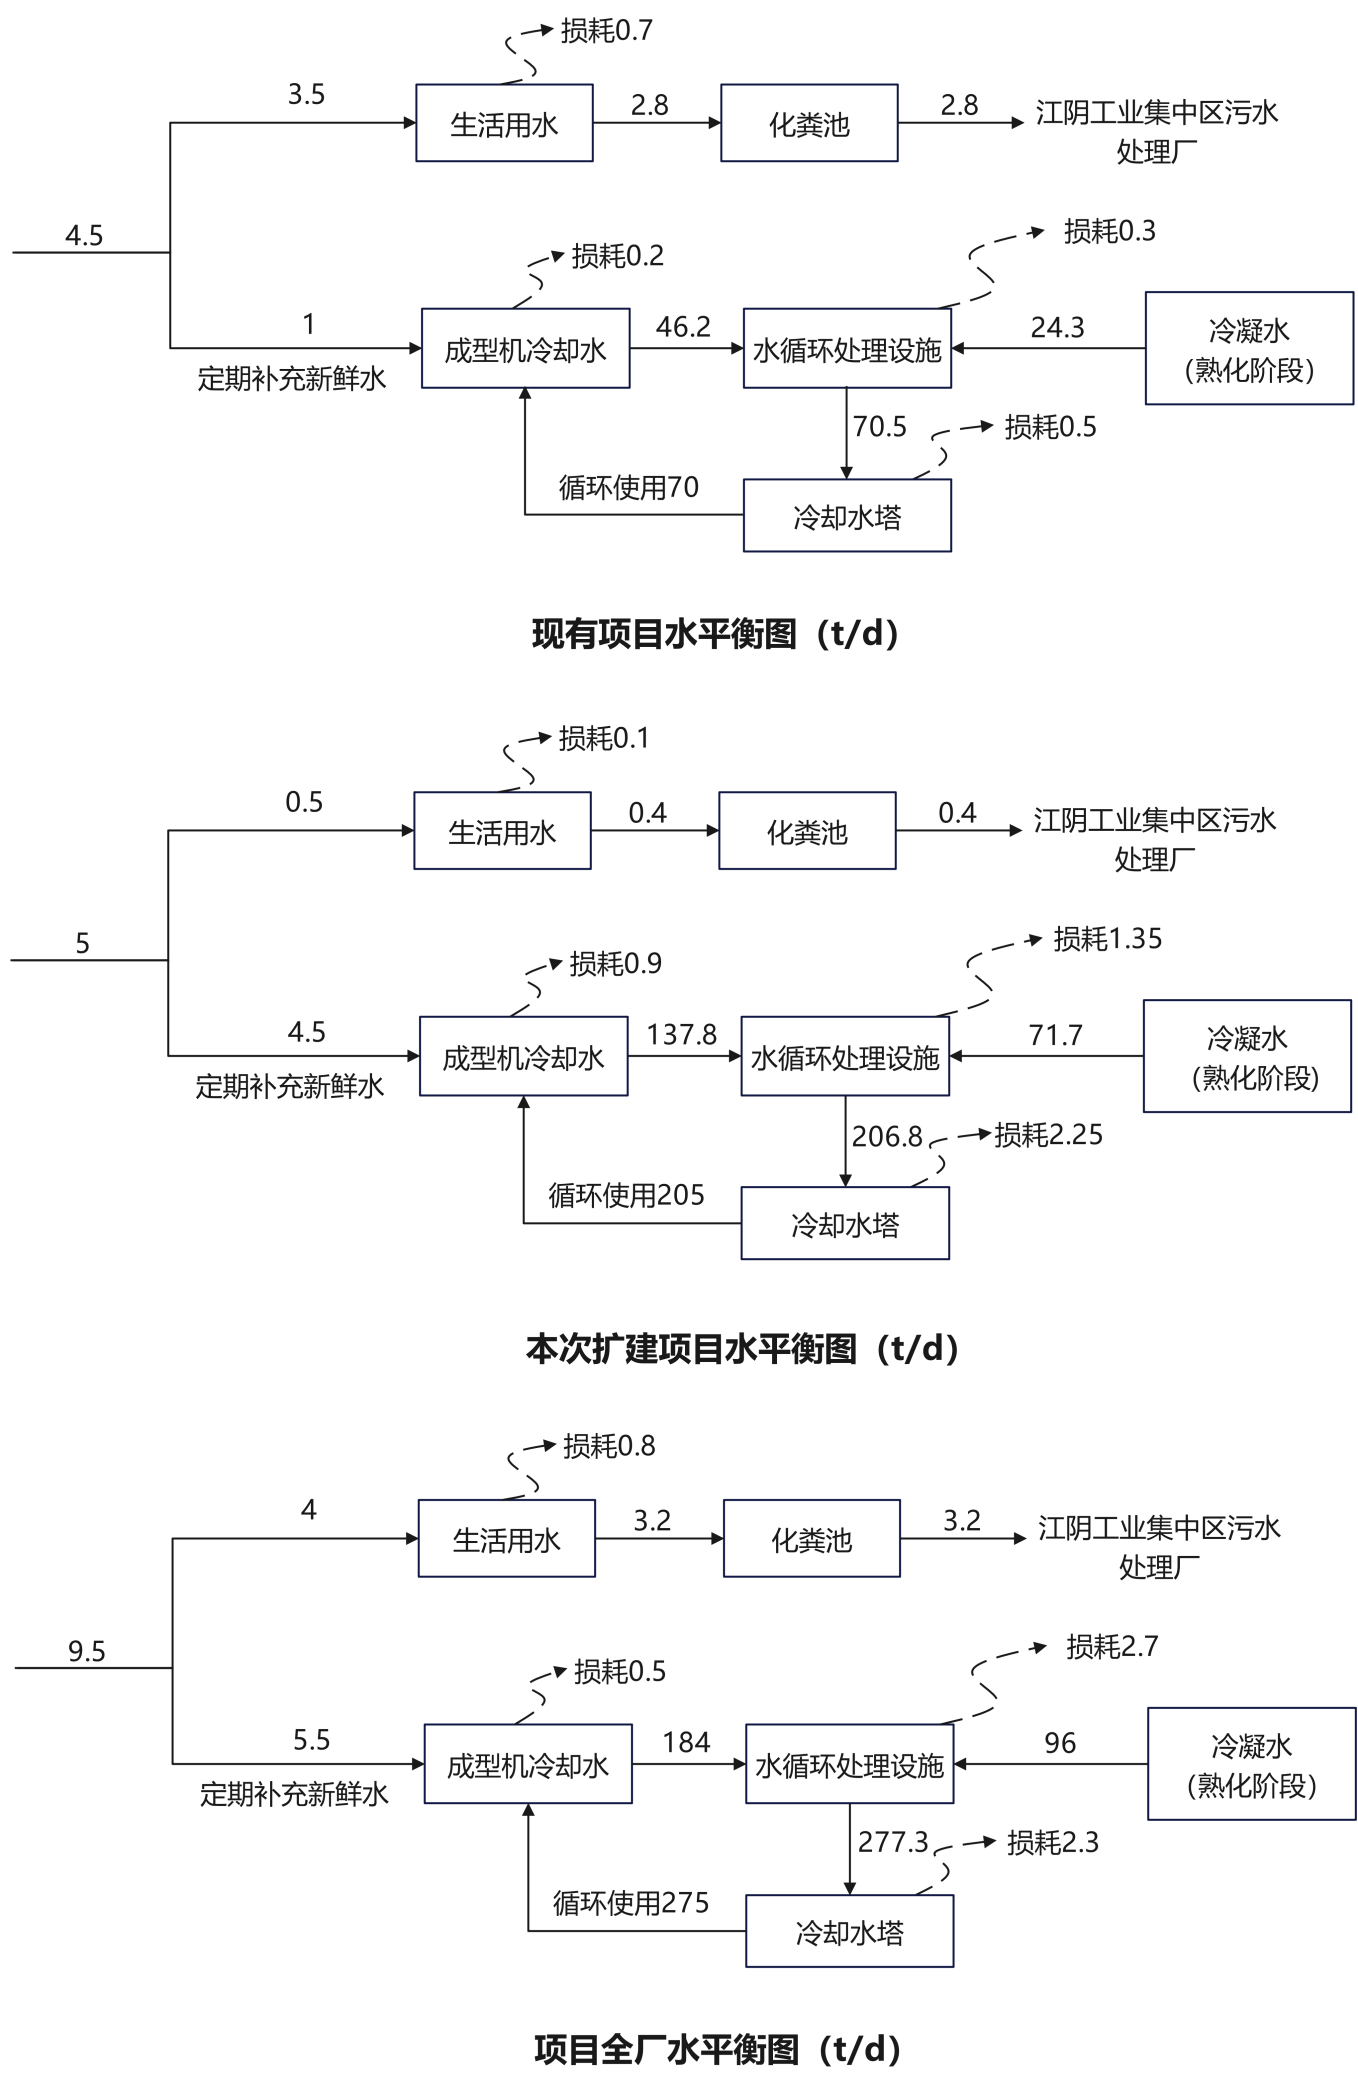 损耗0.7
3.5
生活用水
2.8
化粪池
2.8
江阴工业集中区污水
处理厂
4.5
损耗0.2
损耗0.3
1
定期补充新鲜水
成型机冷却水
46.2
水循环处理设施
24.3
冷凝水
(熟化阶段)
70.5
损耗0.5
循环使用70
冷却水塔
现有项目水平衡图（t/d）
损耗0.1
0.5
生活用水
0.4
化粪池
0.4
江阴工业集中区污水
处理厂
5
损耗0.9
损耗1.35
4.5
定期补充新鲜水
成型机冷却水
137.8
水循环处理设施
71.7
冷凝水
(熟化阶段)
206.8
损耗2.25
循环使用205
冷却水塔
本次扩建项目水平衡图（t/d）
损耗0.8
4
生活用水
3.2
化粪池
3.2
江阴工业集中区污水
处理厂
9.5
损耗0.5
损耗2.7
5.5
定期补充新鲜水
成型机冷却水
184
水循环处理设施
96
冷凝水
(熟化阶段)
277.3
损耗2.3
循环使用275
冷却水塔
项目全厂水平衡图（t/d）